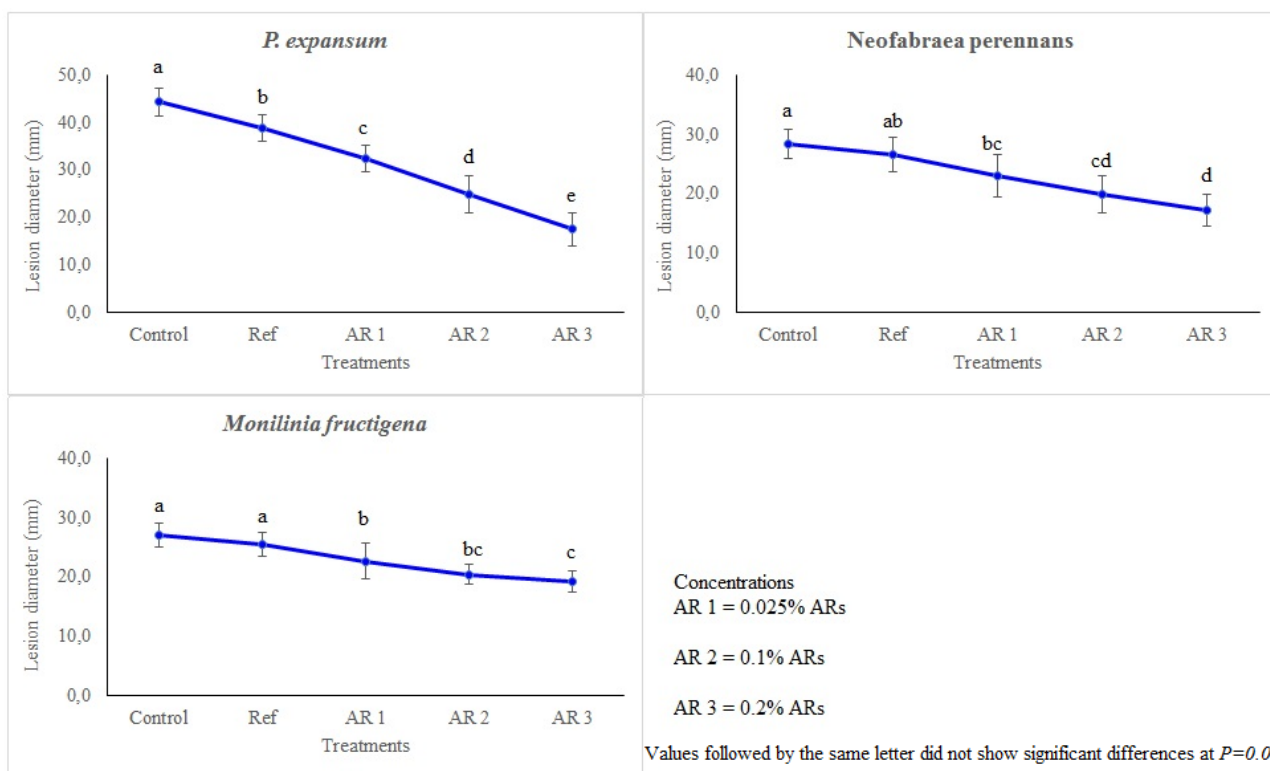 P. expansum
Lesion diameter (mm)
50,0
40,0
30,0
20,0
10,0
0,0
a
b
c
d
e
Control Ref AR 1 AR 2 AR 3
Treatments
Neofabraea perennans
Lesion diameter (mm)
40,0
30,0
20,0
10,0
0,0
a
ab
bc
cd
d
Control Ref AR 1 AR 2 AR 3
Treatments
Monilinia fructigena
Lesion diameter (mm)
40,0
30,0
20,0
10,0
0,0
a
a
b
bc
c
Control Ref AR 1 AR 2 AR 3
Treatments
Concentrations
AR 1 = 0.025% ARs
AR 2 = 0.1% ARs
AR 3 = 0.2% ARs
Values followed by the same letter did not show significant differences at P=0.0